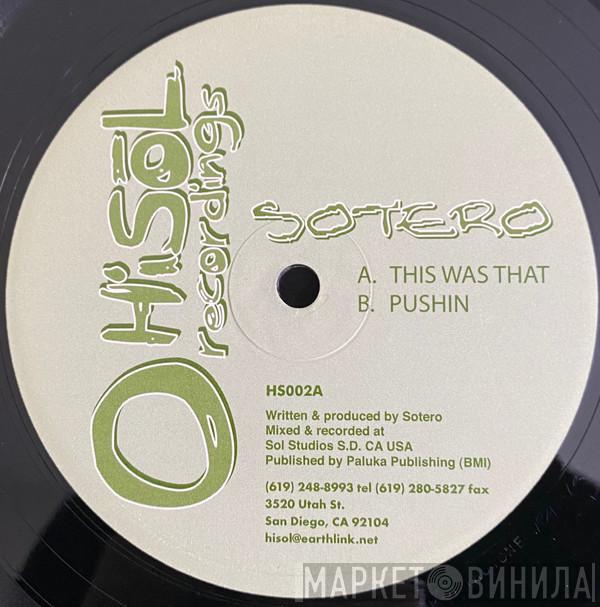 HiSōL
recordings
SOTERO
A. THIS WAS THAT
B. PUSHIN
HS002A
Written & produced by Sotero
Mixed & recorded at
Sol Studios S.D. CA USA
Published by Paluka Publishing (BMI)
(619) 248-8993 tel (619) 280-5827 fax
3520 Utah St.
San Diego, CA 92104
hisol@earthlink.net
МАРКЕТ ВИНИЛА